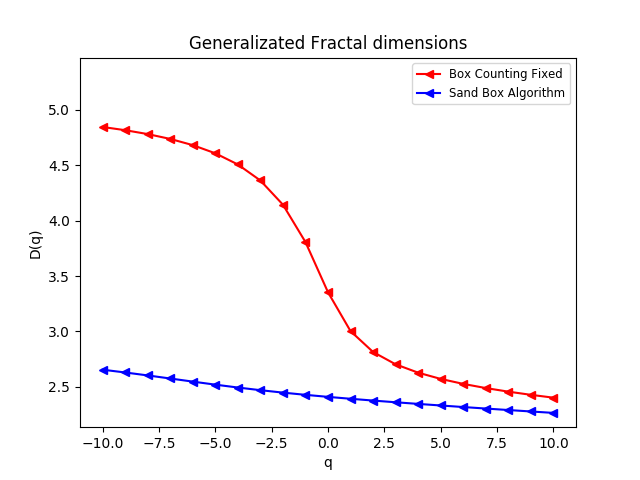 Generalizated Fractal dimensions
Box Counting Fixed
Sand Box Algorithm
D(q)
5.0
4.5
4.0
3.5
3.0
2.5
−10.0 −7.5 −5.0 −2.5 0.0 2.5 5.0 7.5 10.0
q